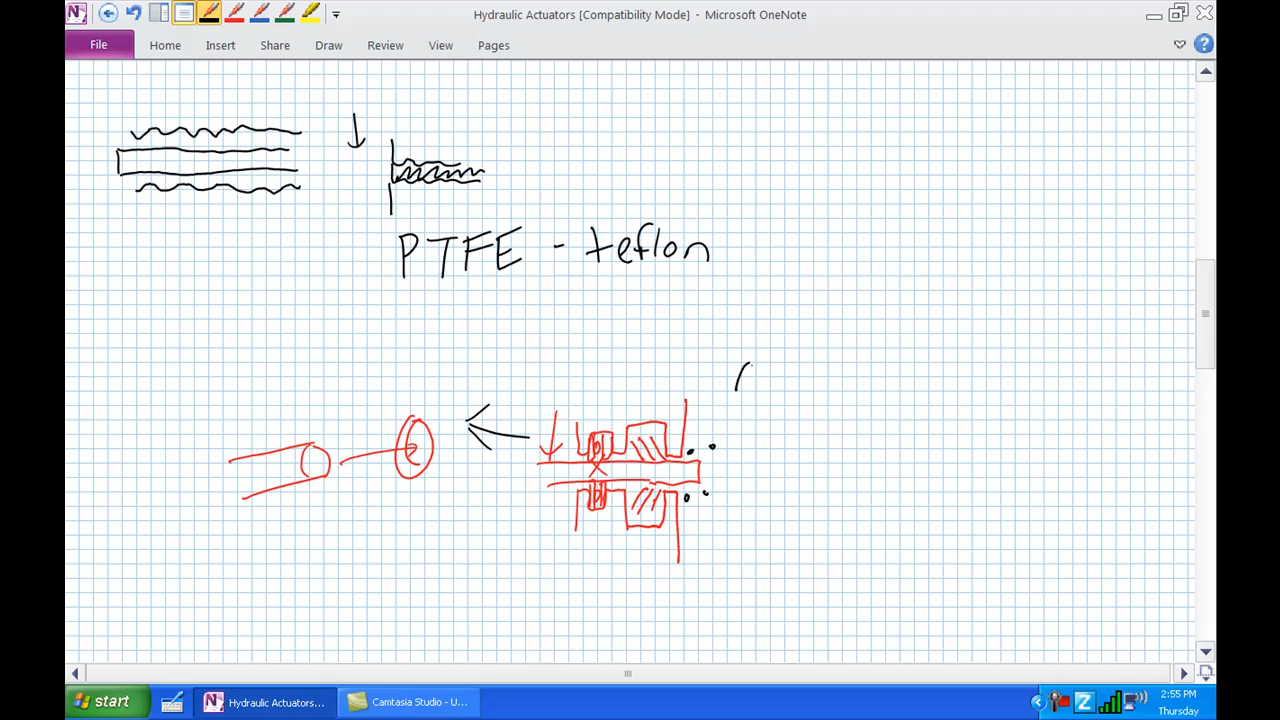 Hydraulic Actuators [Compatibility Mode] - Microsoft OneNote
File Home Insert Share Draw Review View Pages
PTFE - teflon
start Hydraulic Actuators... Camtasia Studio - U... 2:55 PM
Thursday